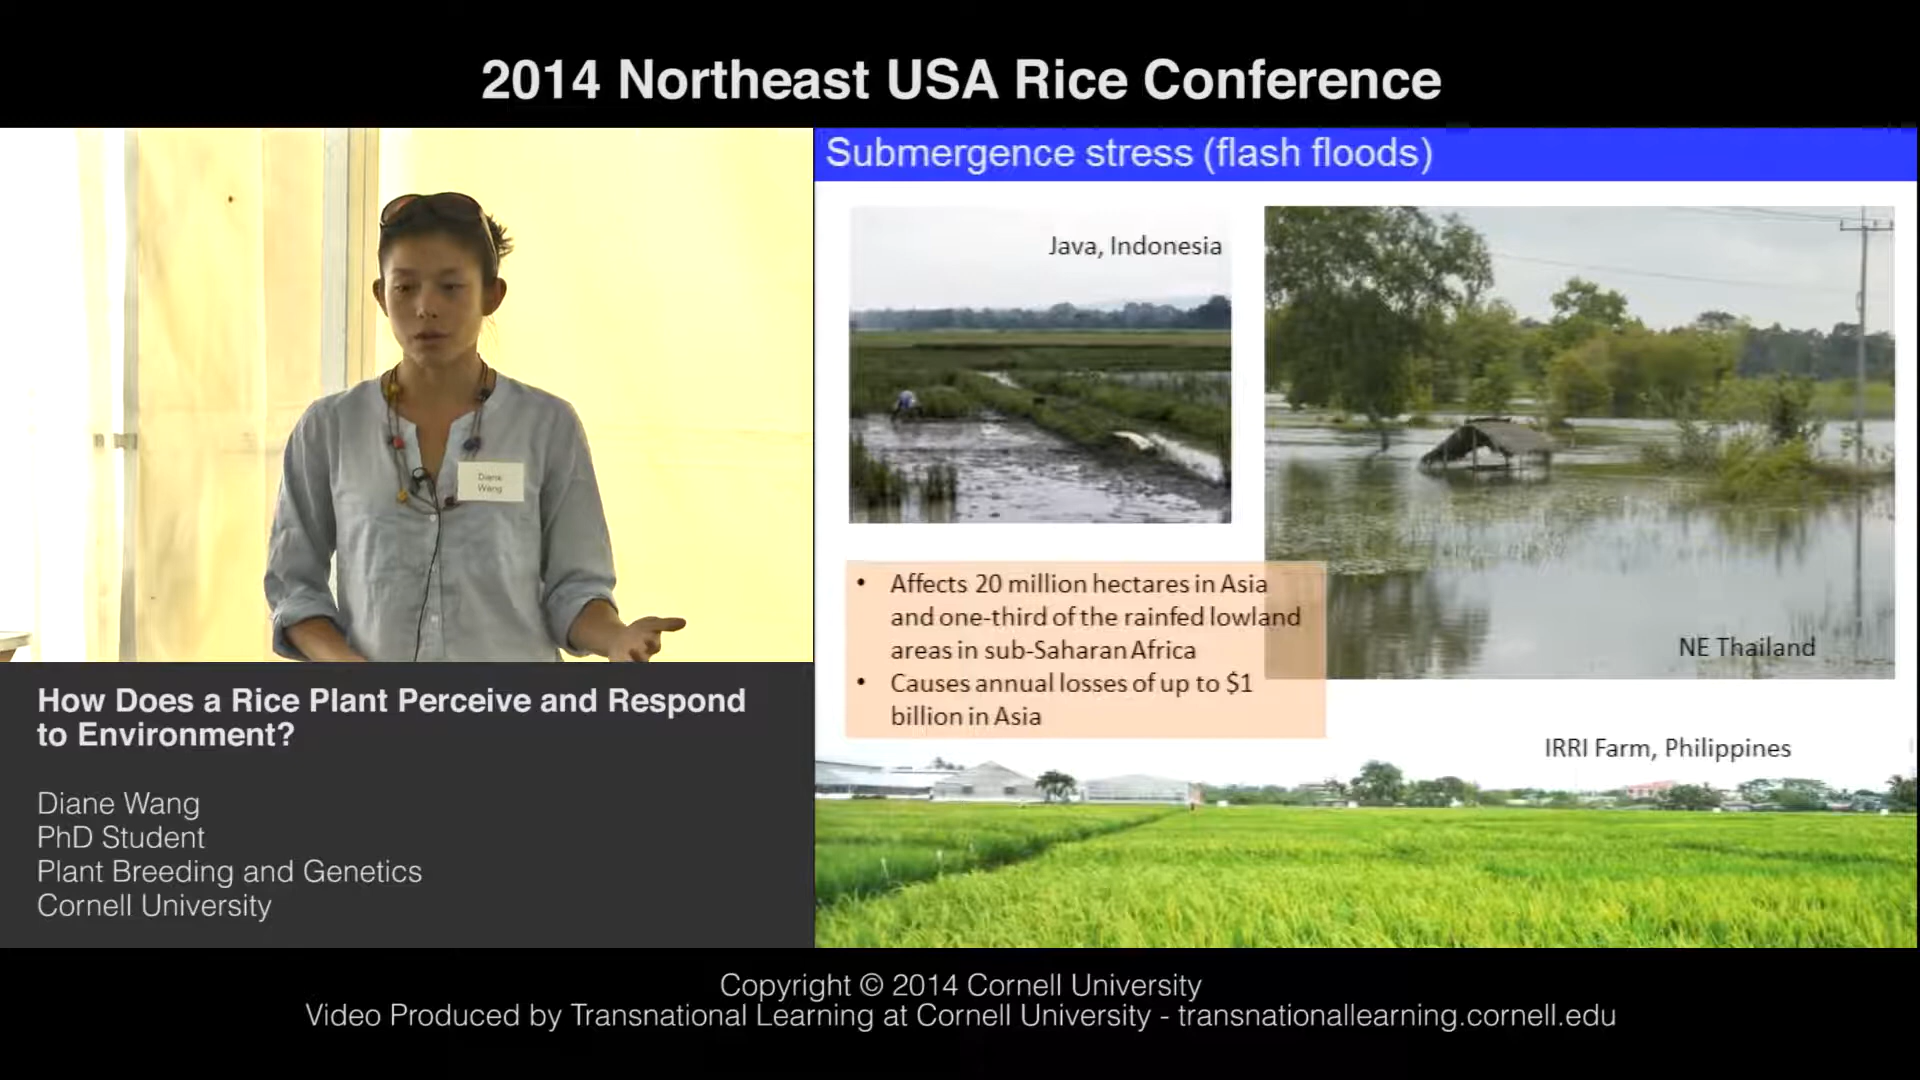 2014 Northeast USA Rice Conference
Submergence stress (flash floods)
Java, Indonesia
Diane
Wang
• Affects 20 million hectares in Asia
and one-third of the rainfed lowland
areas in sub-Saharan Africa
• Causes annual losses of up to $1
billion in Asia
NE Thailand
IRRI Farm, Philippines
How Does a Rice Plant Perceive and Respond
to Environment?
Diane Wang
PhD Student
Plant Breeding and Genetics
Cornell University
Copyright © 2014 Cornell University
Video Produced by Transnational Learning at Cornell University - transnationallearning.cornell.edu